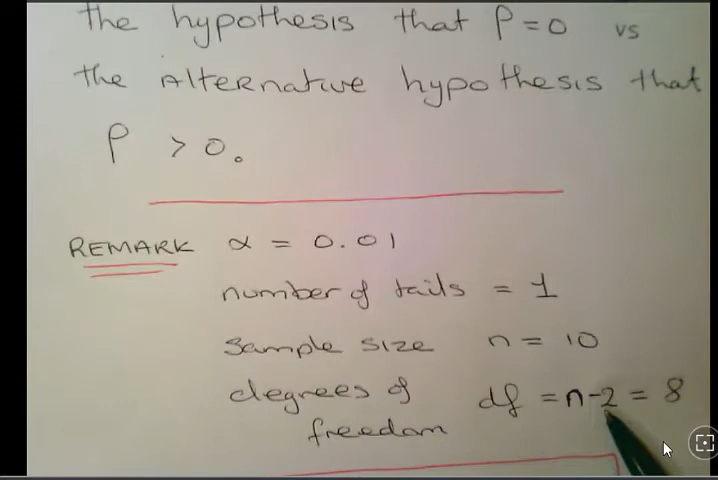 the hypothesis that ρ = 0 vs
the Alternative hypothesis that
ρ > 0.
REMARK α = 0.01
number of tails = 1
Sample size n = 10
degrees of df = n-2 = 8
freedom